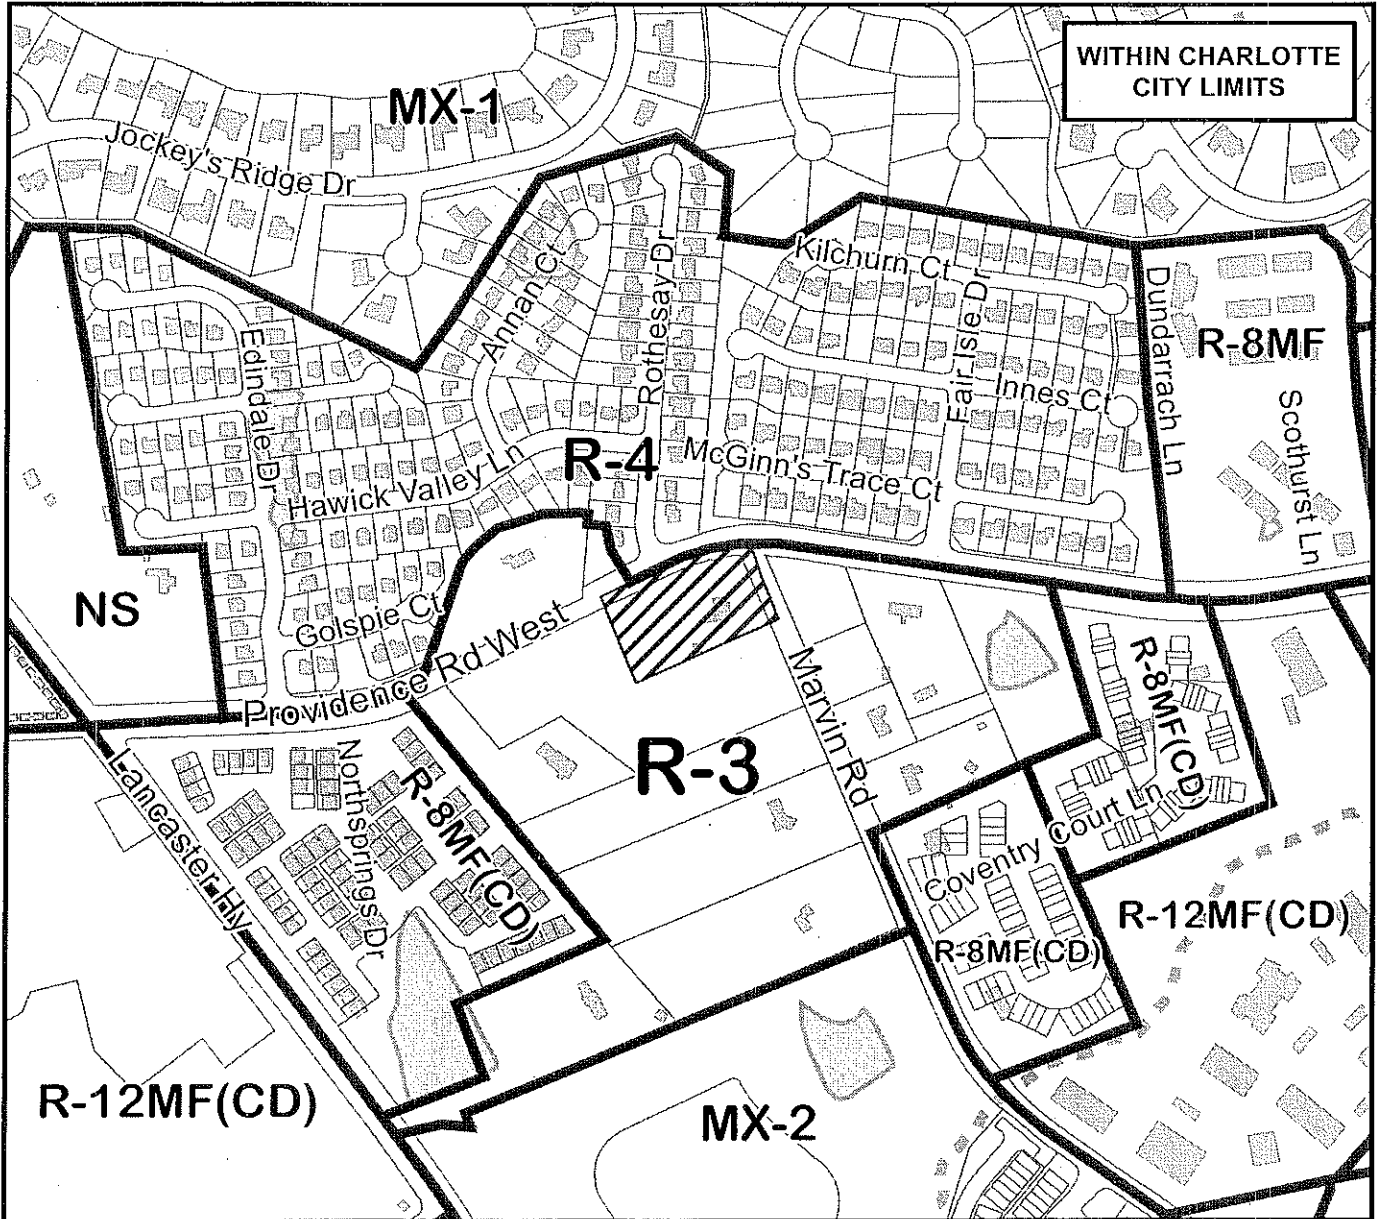 WITHIN CHARLOTTE
CITY LIMITS
MX-1
Jockey's Ridge Dr
Kilchurn Ct
Annan Ct
Rothesay Dr
Fair Isle Dr
Dundarrach Ln
R-8MF
Edindale Dr
Innes Ct
Scothurst Ln
R-4
McGinn's Trace Ct
Hawick Valley Ln
NS
Golspie Ct
Providence Rd West
Marvin Rd
R-8MF(CD)
Lancaster Hy
Northsprings Dr
R-8MF(CD)
R-3
Coventry Court Ln
R-12MF(CD)
R-8MF(CD)
R-12MF(CD)
MX-2